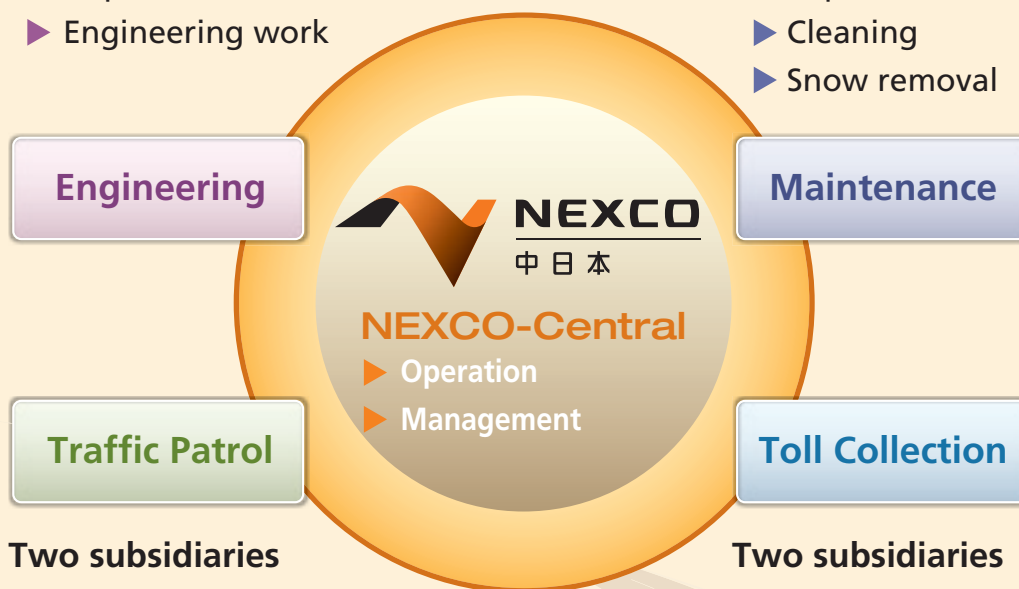 Engineering work
Cleaning
Snow removal
Engineering
Maintenance
NEXCO
中日本
NEXCO-Central
Operation
Management
Traffic Patrol
Toll Collection
Two subsidiaries
Two subsidiaries